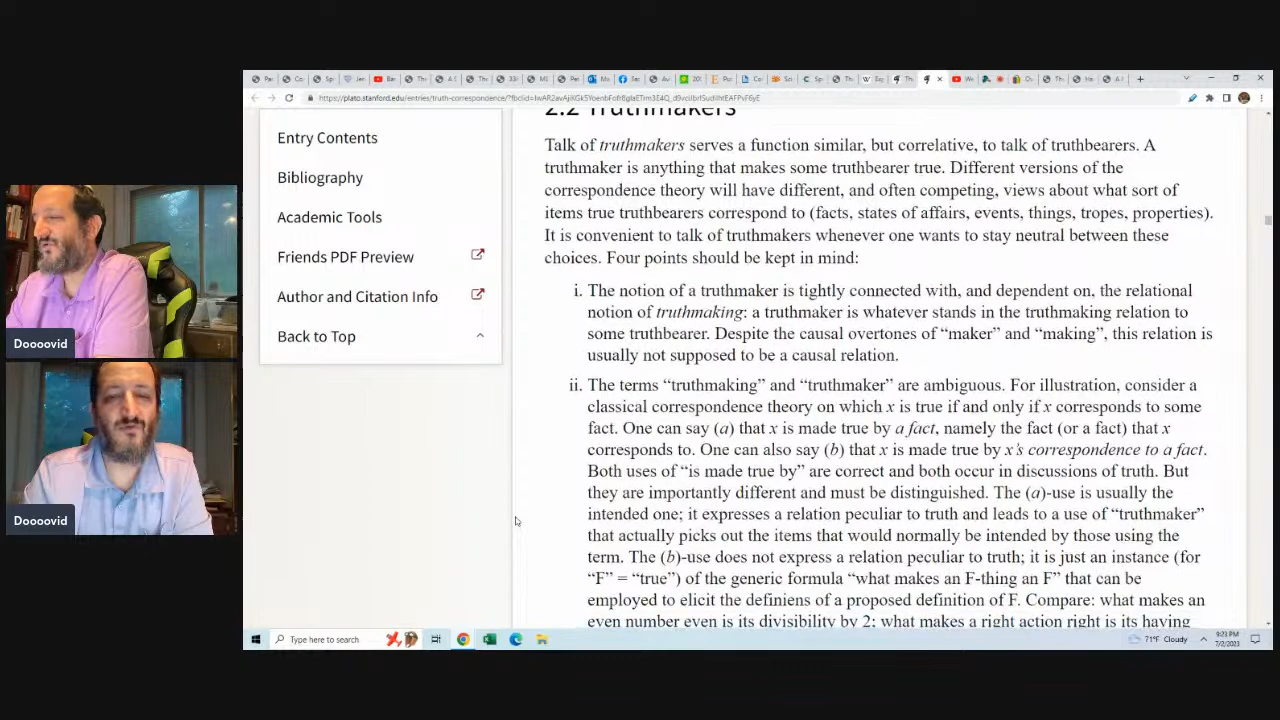 https://plato.stanford.edu/entries/truth-correspondence/
Entry Contents
Bibliography
Academic Tools
Friends PDF Preview
Author and Citation Info
Back to Top
2.2 Truthmakers
Talk of truthmakers serves a function similar, but correlative, to talk of truthbearers. A
truthmaker is anything that makes some truthbearer true. Different versions of the
correspondence theory will have different, and often competing, views about what sort of
items true truthbearers correspond to (facts, states of affairs, events, things, tropes, properties).
It is convenient to talk of truthmakers whenever one wants to stay neutral between these
choices. Four points should be kept in mind:
i. The notion of a truthmaker is tightly connected with, and dependent on, the relational
notion of truthmaking: a truthmaker is whatever stands in the truthmaking relation to
some truthbearer. Despite the causal overtones of “maker” and “making”, this relation is
usually not supposed to be a causal relation.
ii. The terms “truthmaking” and “truthmaker” are ambiguous. For illustration, consider a
classical correspondence theory on which x is true if and only if x corresponds to some
fact. One can say (a) that x is made true by a fact, namely the fact (or a fact) that x
corresponds to. One can also say (b) that x is made true by x’s correspondence to a fact.
Both uses of “is made true by” are correct and both occur in discussions of truth. But
they are importantly different and must be distinguished. The (a)-use is usually the
intended one; it expresses a relation peculiar to truth and leads to a use of “truthmaker”
that actually picks out the items that would normally be intended by those using the
term. The (b)-use does not express a relation peculiar to truth; it is just an instance (for
“F” = “true”) of the generic formula “what makes an F-thing an F” that can be
employed to elicit the definiens of a proposed definition of F. Compare: what makes an
even number even is its divisibility by 2; what makes a right action right is its having
Doooovid
Doooovid
Type here to search
71°F Cloudy
9:23 PM
7/2/2023